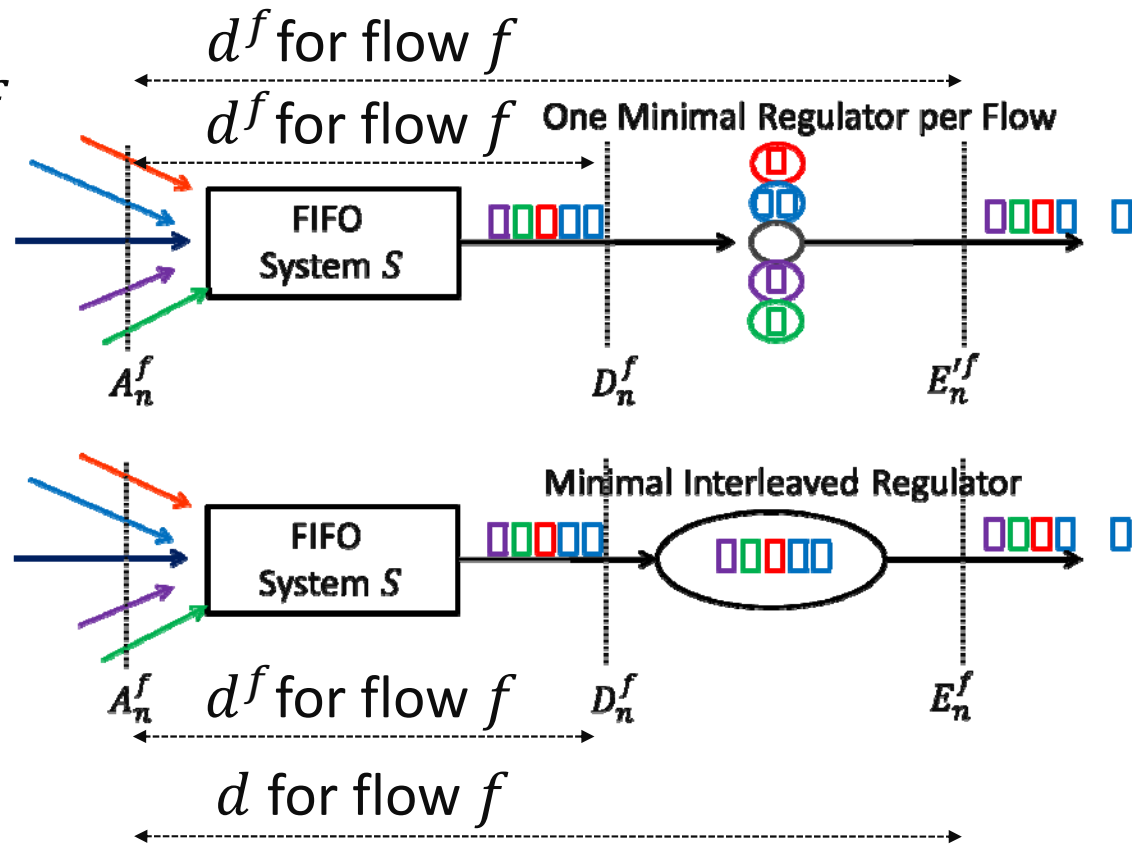 d^f for flow f
d^f for flow f
One Minimal Regulator per Flow
FIFO
System S
A_n^f
D_n^f
E_n'^f
Minimal Interleaved Regulator
FIFO
System S
A_n^f
d^f for flow f
D_n^f
E_n^f
d for flow f